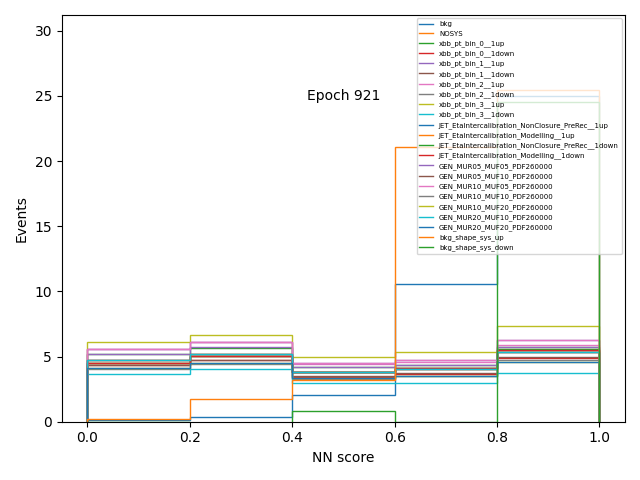 30
25
20
15
10
5
0
Events
Epoch 921
bkg
NOSYS
xbb_pt_bin_0__1up
xbb_pt_bin_0__1down
xbb_pt_bin_1__1up
xbb_pt_bin_1__1down
xbb_pt_bin_2__1up
xbb_pt_bin_2__1down
xbb_pt_bin_3__1up
xbb_pt_bin_3__1down
JET_EtaIntercalibration_NonClosure_PreRec__1up
JET_EtaIntercalibration_Modelling__1up
JET_EtaIntercalibration_NonClosure_PreRec__1down
JET_EtaIntercalibration_Modelling__1down
GEN_MUR05_MUF05_PDF260000
GEN_MUR05_MUF10_PDF260000
GEN_MUR10_MUF05_PDF260000
GEN_MUR10_MUF10_PDF260000
GEN_MUR10_MUF20_PDF260000
GEN_MUR20_MUF10_PDF260000
GEN_MUR20_MUF20_PDF260000
bkg_shape_sys_up
bkg_shape_sys_down
0.0 0.2 0.4 0.6 0.8 1.0
NN score